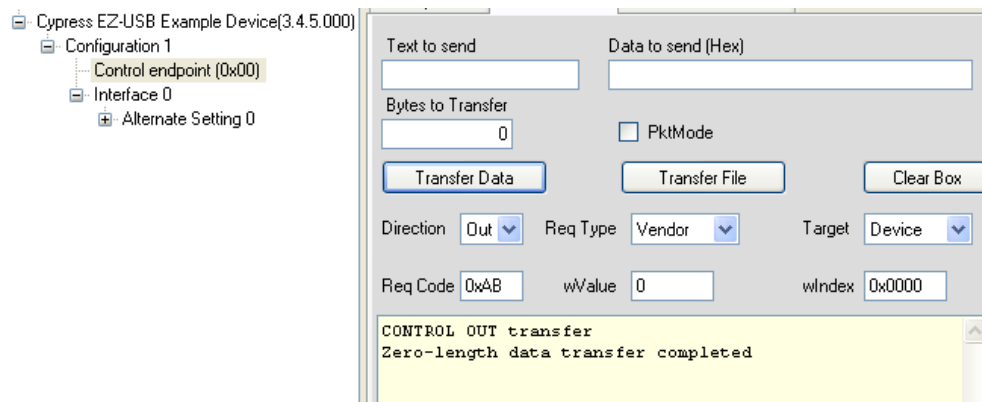 Cypress EZ-USB Example Device(3.4.5.000)
Configuration 1
Control endpoint (0x00)
Interface 0
Alternate Setting 0
Text to send Data to send (Hex)
Bytes to Transfer
0 PktMode
Transfer Data Transfer File Clear Box
Direction Out Req Type Vendor Target Device
Req Code 0xAB wValue 0 wIndex 0x0000
CONTROL OUT transfer
Zero-length data transfer completed